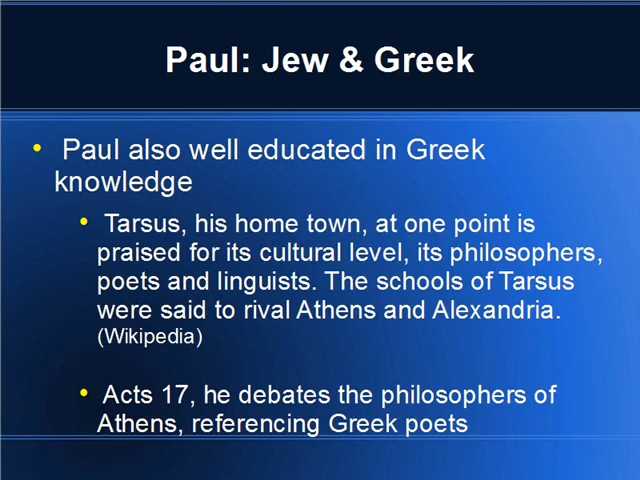 Paul: Jew & Greek
• Paul also well educated in Greek
knowledge
• Tarsus, his home town, at one point is
praised for its cultural level, its philosophers,
poets and linguists. The schools of Tarsus
were said to rival Athens and Alexandria.
(Wikipedia)
• Acts 17, he debates the philosophers of
Athens, referencing Greek poets